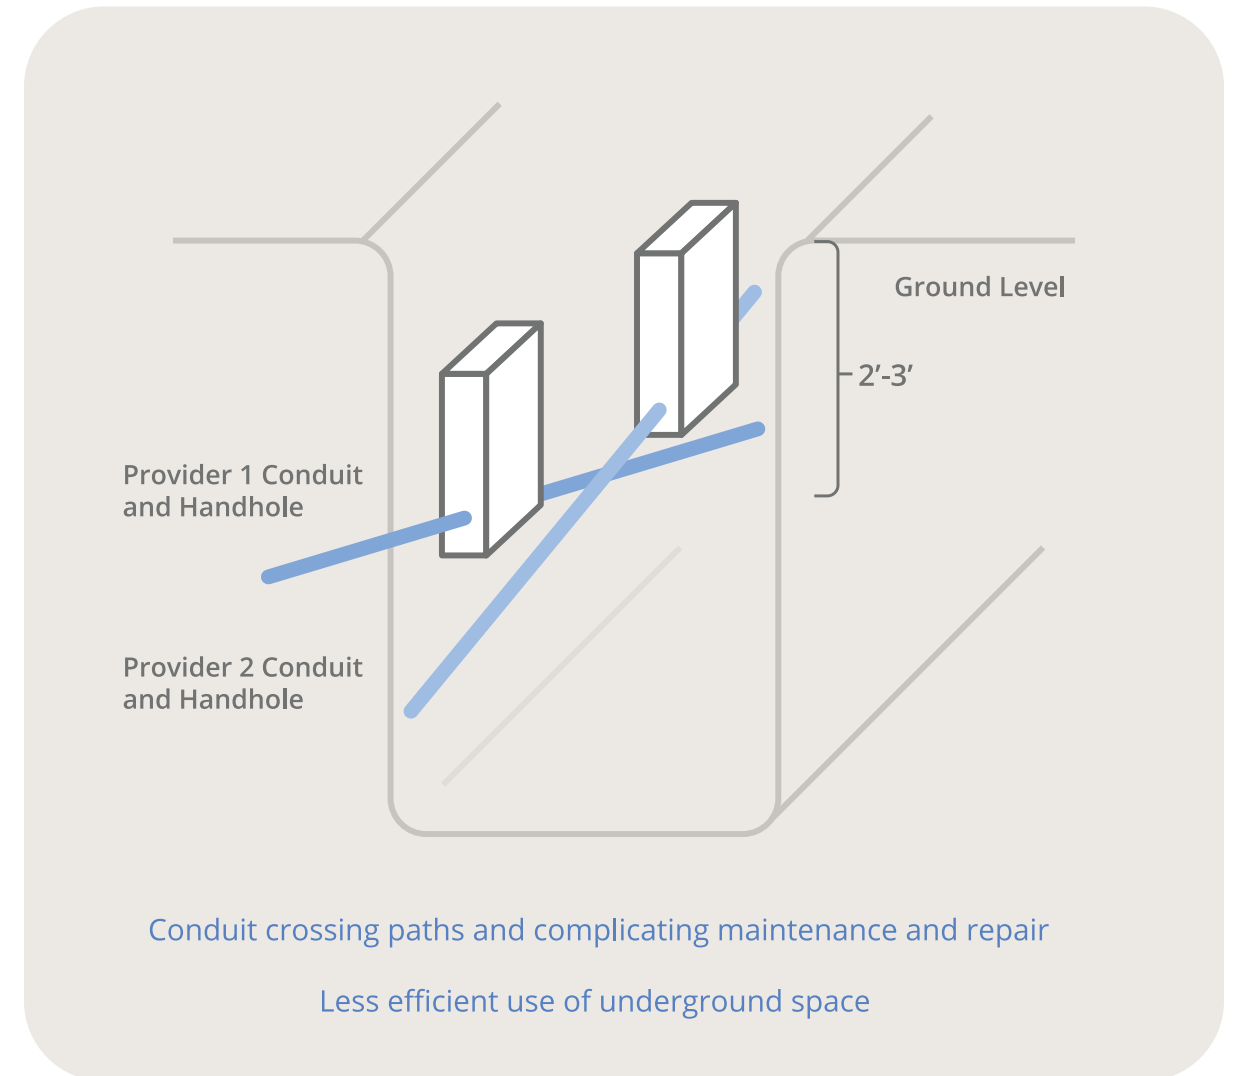 Ground Level
2’-3’
Provider 1 Conduit
and Handhole
Provider 2 Conduit
and Handhole
Conduit crossing paths and complicating maintenance and repair
Less efficient use of underground space